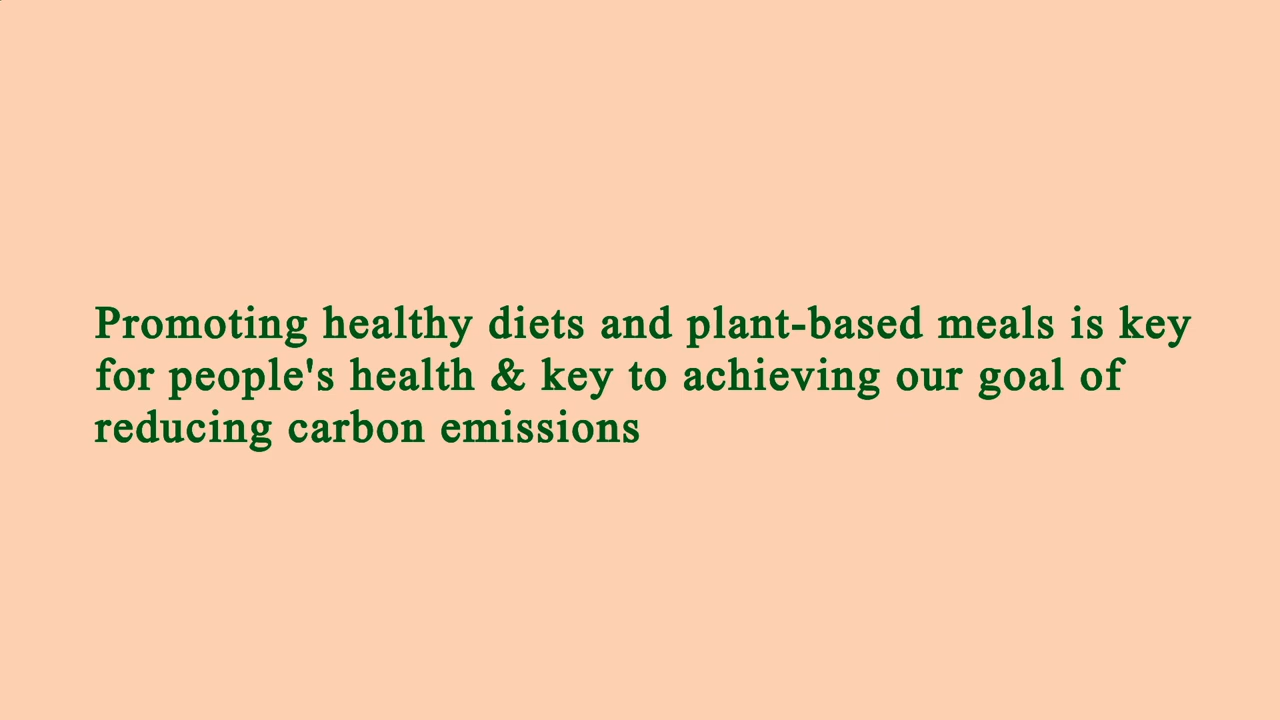 Promoting healthy diets and plant-based meals is key
for people's health & key to achieving our goal of
reducing carbon emissions